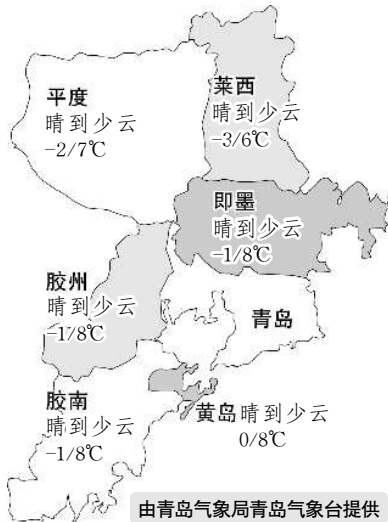 平度
晴到少云
-2/7℃
莱西
晴到少云
-3/6℃
即墨
晴到少云
-1/8℃
胶州
晴到少云
-1/8℃
青岛
胶南
晴到少云
-1/8℃
黄岛 晴到少云
0/8℃
由青岛气象局青岛气象台提供